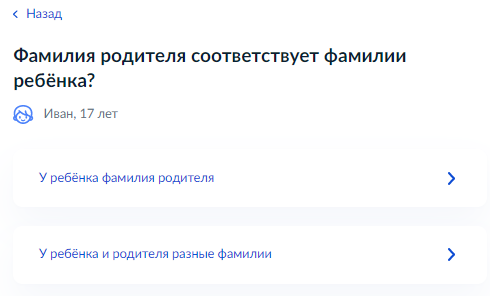 Назад
Фамилия родителя соответствует фамилии
ребёнка?
Иван, 17 лет
У ребёнка фамилия родителя
У ребёнка и родителя разные фамилии